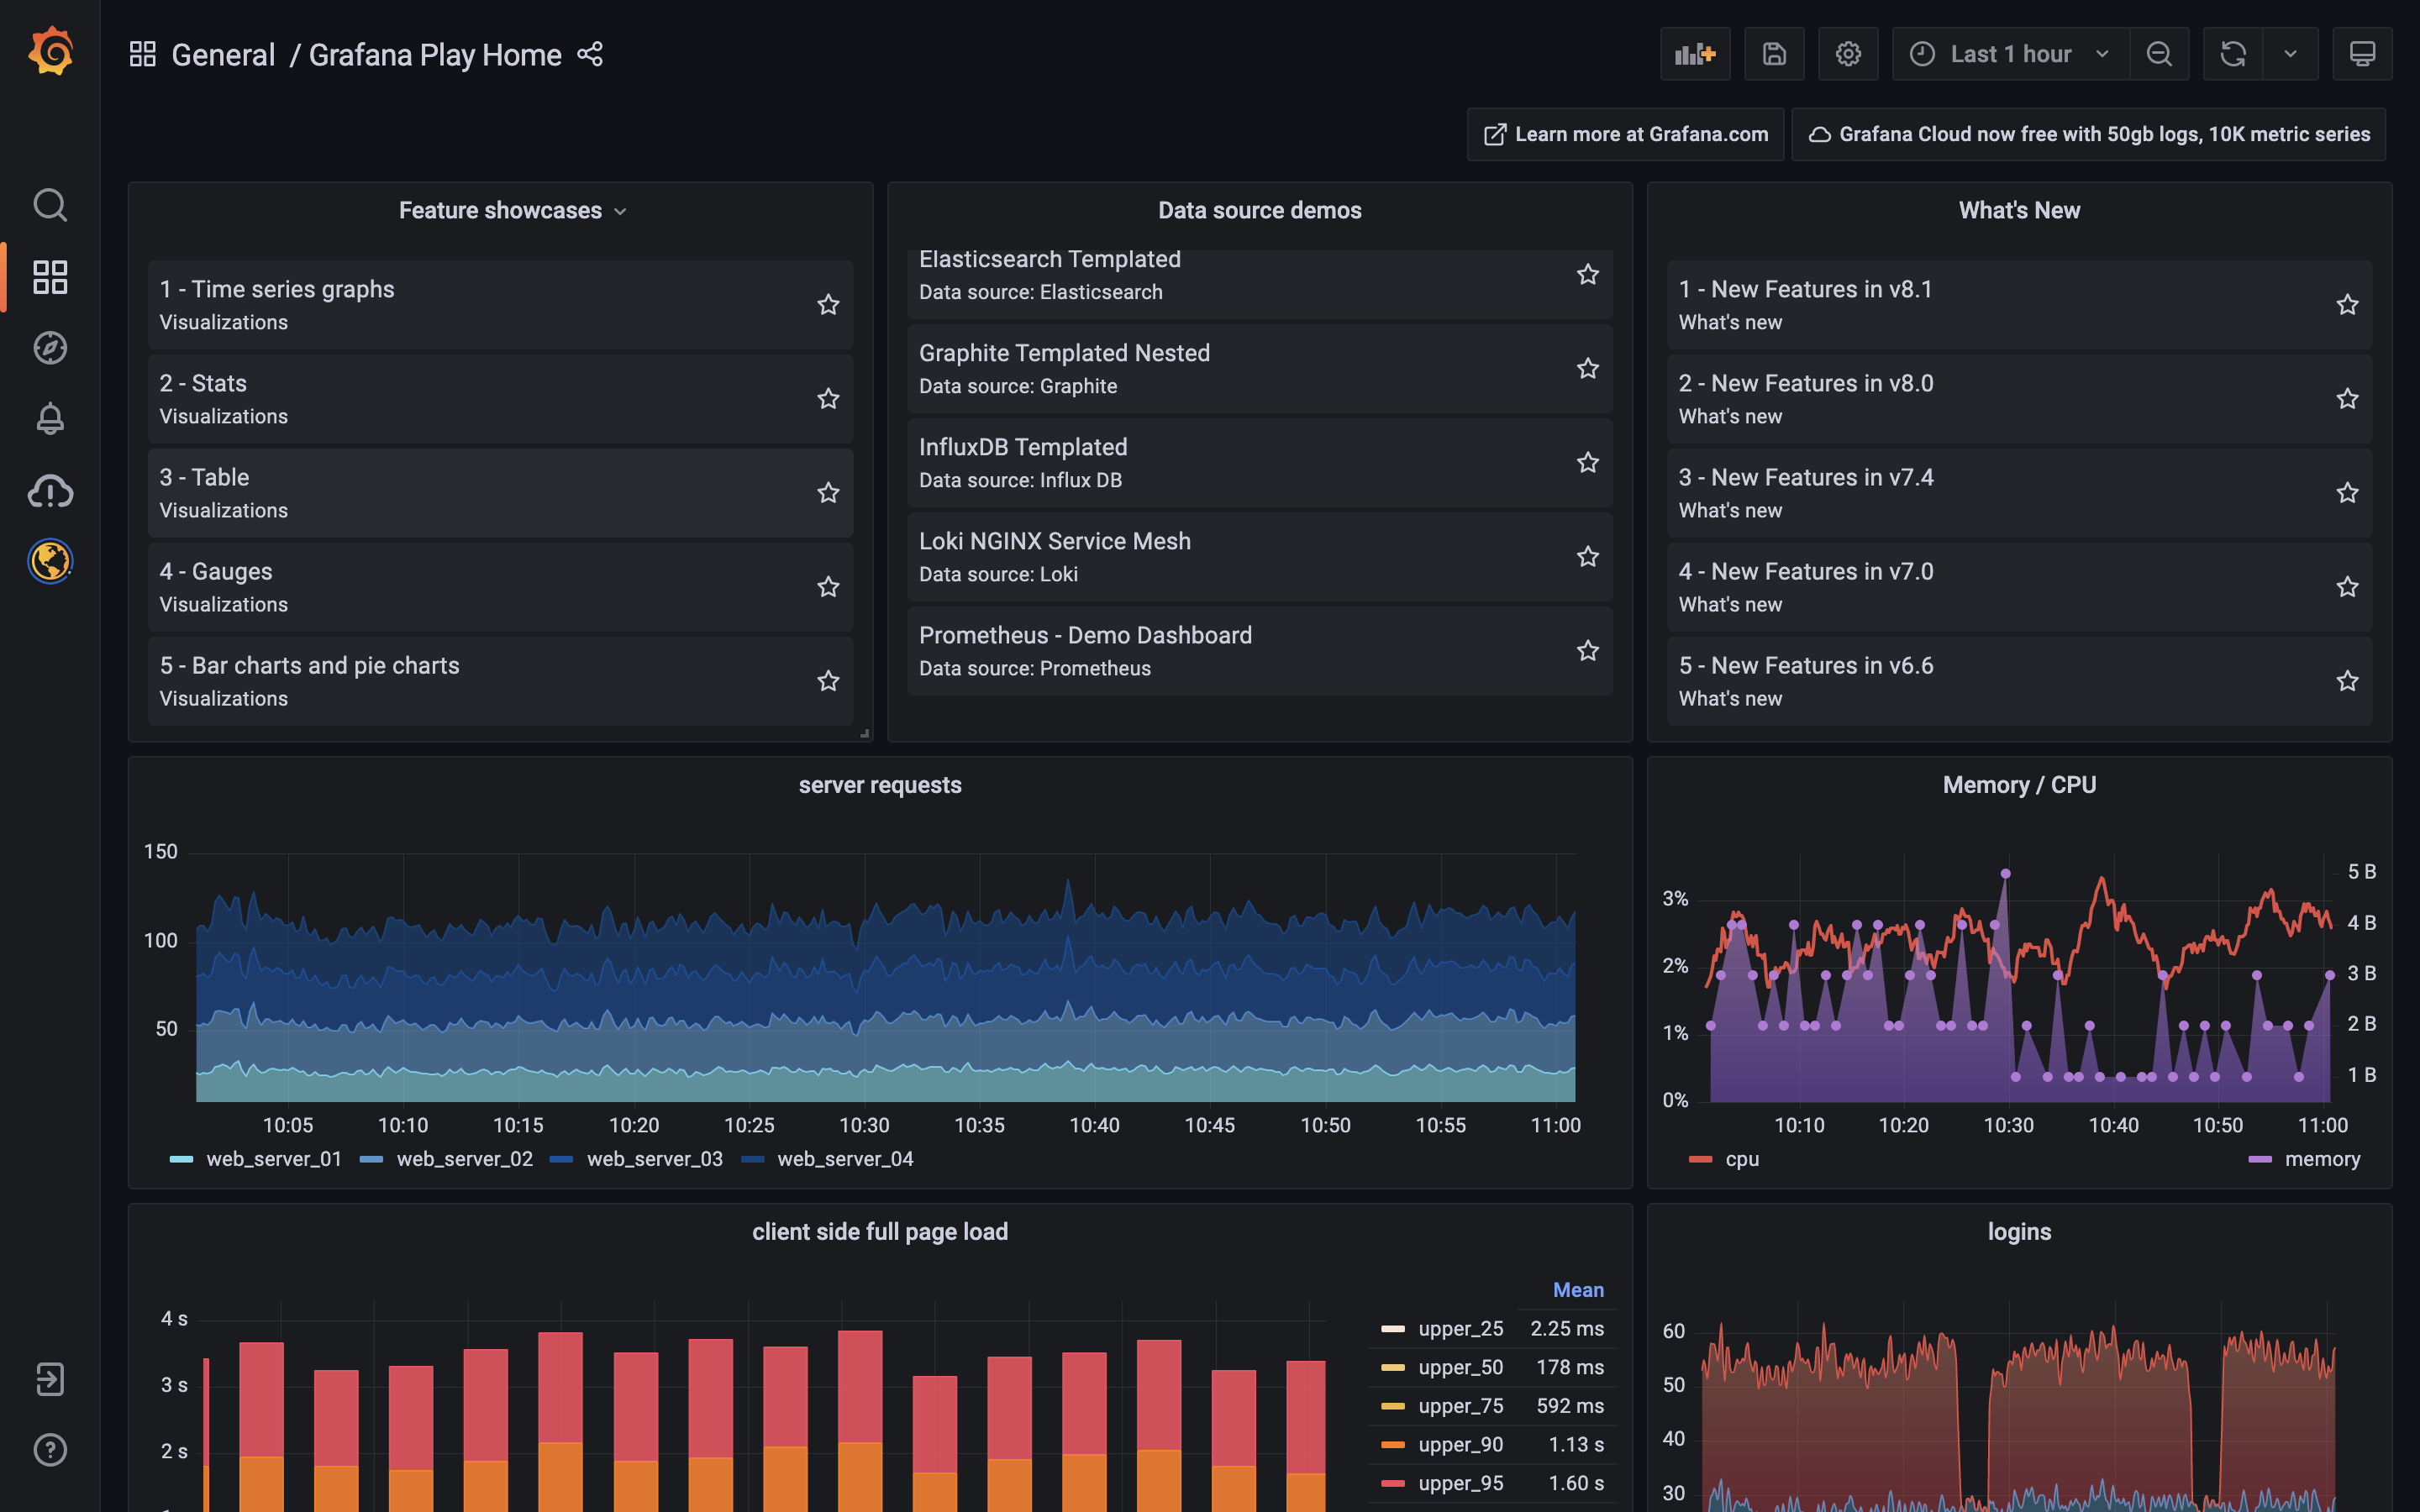 General / Grafana Play Home
Last 1 hour
Learn more at Grafana.com
Grafana Cloud now free with 50gb logs, 10K metric series
Feature showcases
1 - Time series graphs
Visualizations
2 - Stats
Visualizations
3 - Table
Visualizations
4 - Gauges
Visualizations
5 - Bar charts and pie charts
Visualizations
Data source demos
Elasticsearch Templated
Data source: Elasticsearch
Graphite Templated Nested
Data source: Graphite
InfluxDB Templated
Data source: Influx DB
Loki NGINX Service Mesh
Data source: Loki
Prometheus - Demo Dashboard
Data source: Prometheus
What's New
1 - New Features in v8.1
What's new
2 - New Features in v8.0
What's new
3 - New Features in v7.4
What's new
4 - New Features in v7.0
What's new
5 - New Features in v6.6
What's new
server requests
150
100
50
10:05 10:10 10:15 10:20 10:25 10:30 10:35 10:40 10:45 10:50 10:55 11:00
web_server_01 web_server_02 web_server_03 web_server_04
Memory / CPU
3%
2%
1%
0%
5 B
4 B
3 B
2 B
1 B
10:10 10:20 10:30 10:40 10:50 11:00
cpu memory
client side full page load
4 s
3 s
2 s
Mean
upper_25 2.25 ms
upper_50 178 ms
upper_75 592 ms
upper_90 1.13 s
upper_95 1.60 s
logins
60
50
40
30